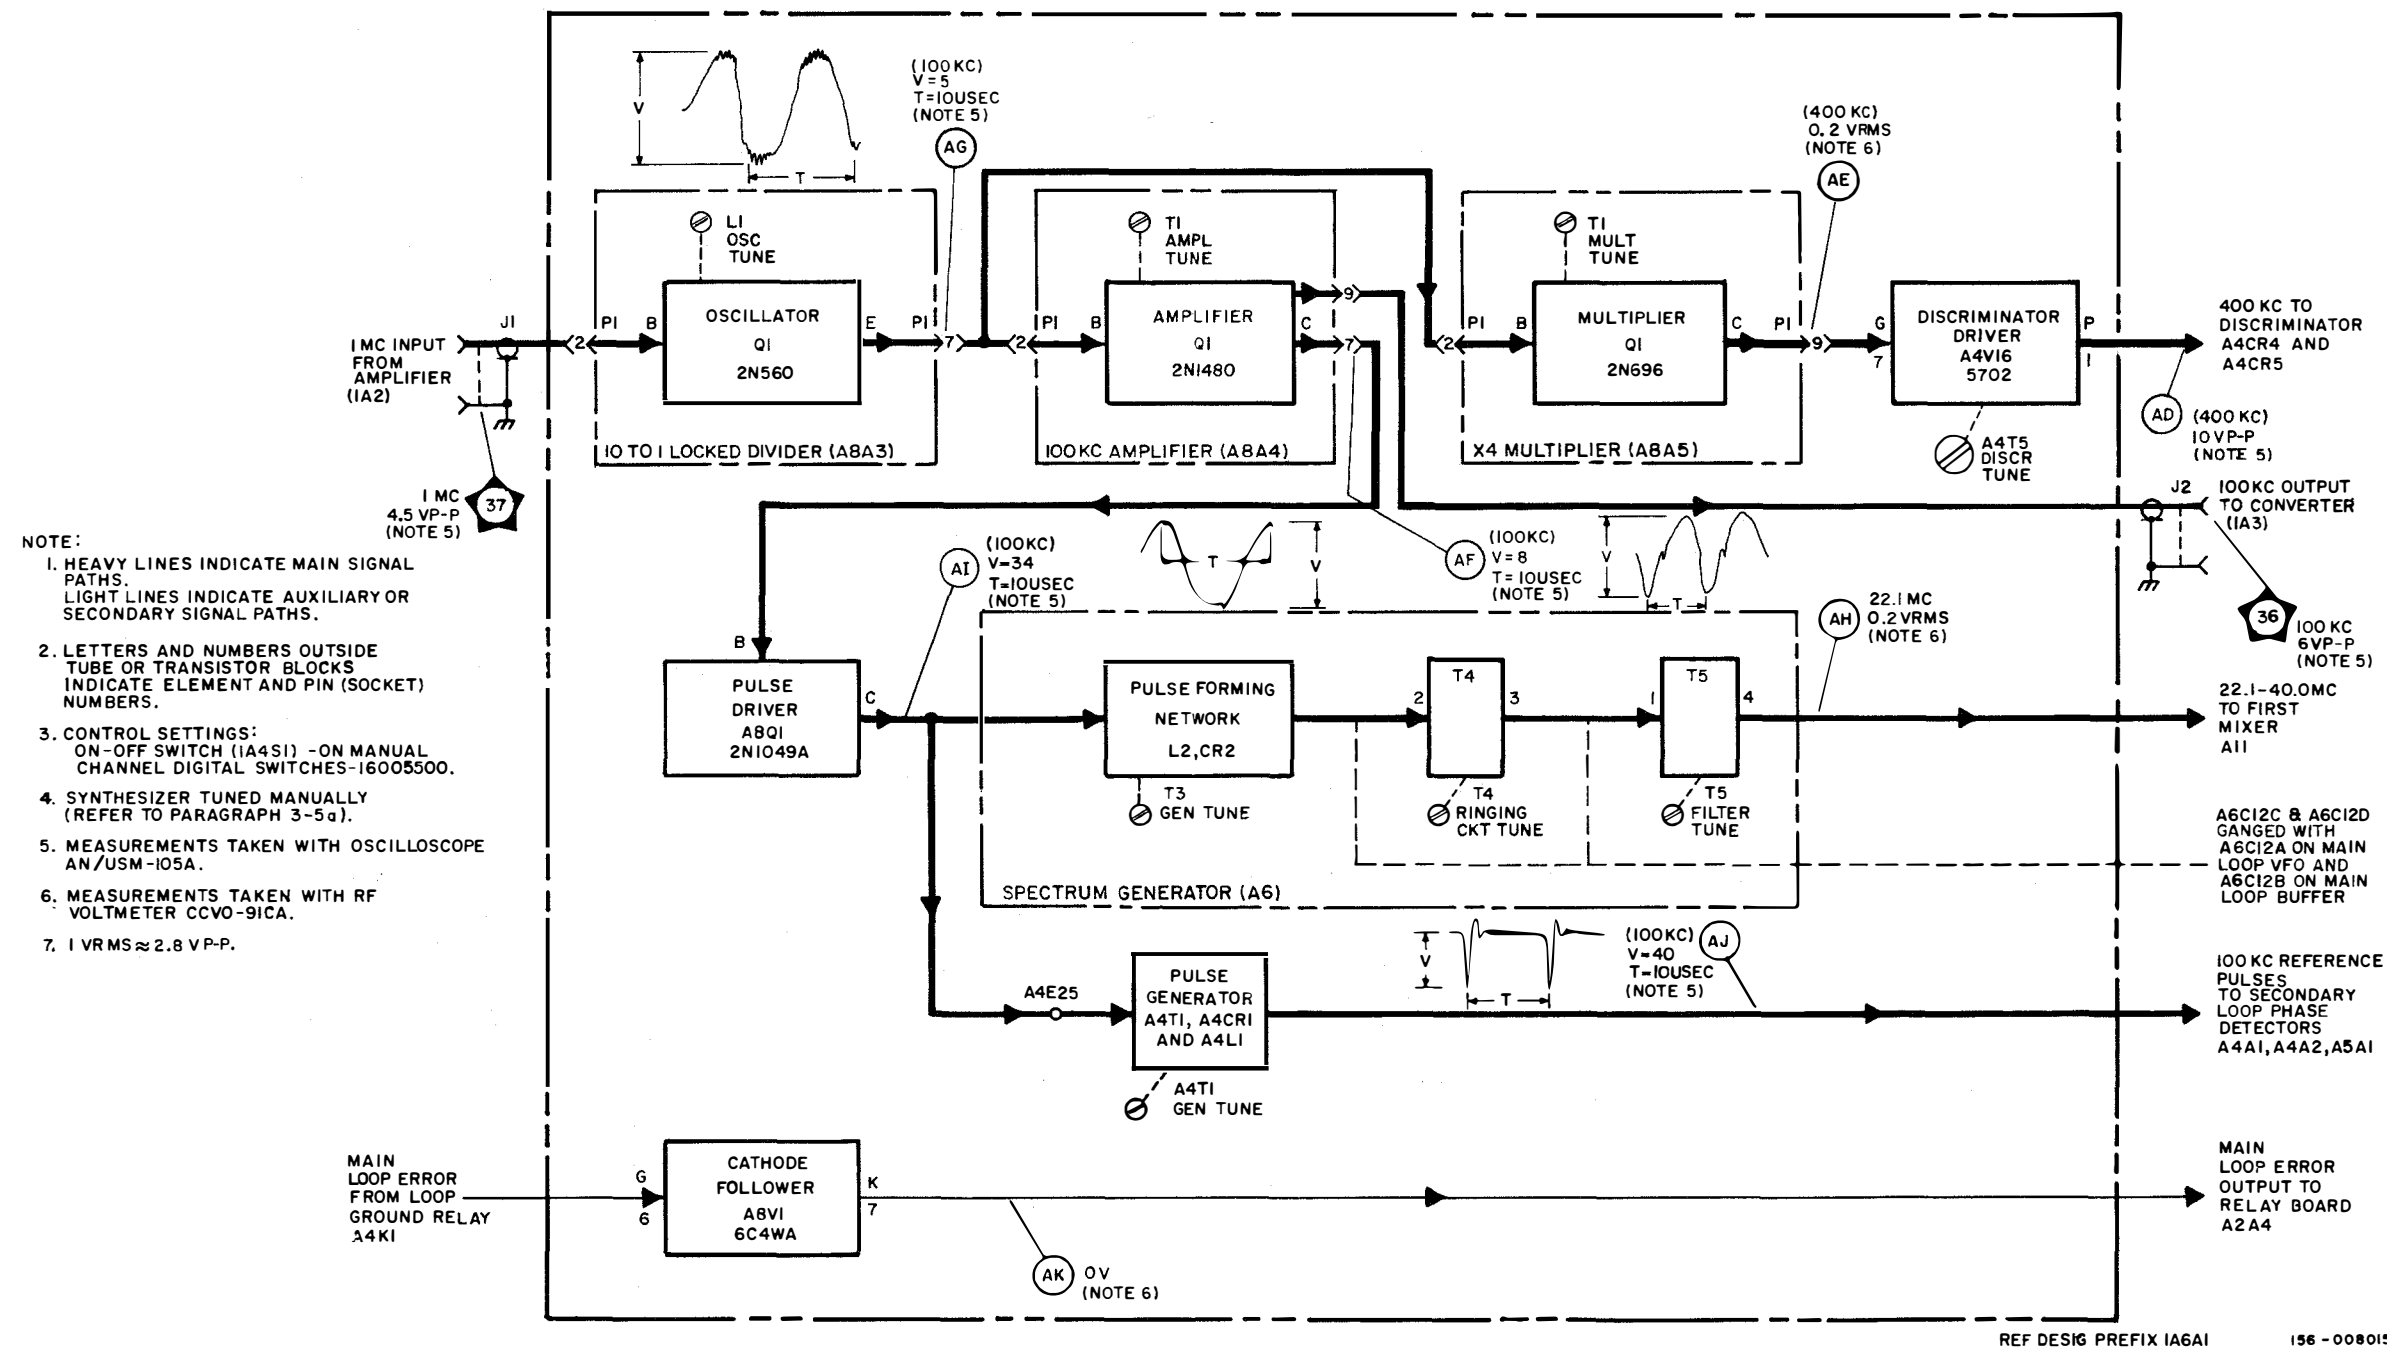 (100 KC)
V=5
T=10USEC
(NOTE 5)
AG
V
T
(400 KC)
0.2 VRMS
(NOTE 6)
AE
L1
OSC
TUNE
T1
AMPL
TUNE
T1
MULT
TUNE
1 MC INPUT
FROM
AMPLIFIER
(1A2)
J1
2
P1
B
OSCILLATOR
Q1
2N560
E
P1
7
10 TO 1 LOCKED DIVIDER (A8A3)
2
P1
B
AMPLIFIER
Q1
2N1480
C
9
7
100KC AMPLIFIER (A8A4)
2
P1
B
MULTIPLIER
Q1
2N696
C
P1
9
X4 MULTIPLIER (A8A5)
G
7
DISCRIMINATOR
DRIVER
A4V16
5702
P
1
A4T5
DISCR
TUNE
400 KC TO
DISCRIMINATOR
A4CR4 AND
A4CR5
AD
(400 KC)
10 VP-P
(NOTE 5)
1 MC
4.5 VP-P
(NOTE 5)
37
J2
100KC OUTPUT
TO CONVERTER
(1A3)
36
100 KC
6VP-P
(NOTE 5)
NOTE:
1. HEAVY LINES INDICATE MAIN SIGNAL
PATHS.
LIGHT LINES INDICATE AUXILIARY OR
SECONDARY SIGNAL PATHS.
2. LETTERS AND NUMBERS OUTSIDE
TUBE OR TRANSISTOR BLOCKS
INDICATE ELEMENT AND PIN (SOCKET)
NUMBERS.
3. CONTROL SETTINGS:
ON-OFF SWITCH (1A4S1) -ON MANUAL
CHANNEL DIGITAL SWITCHES-16005500.
4. SYNTHESIZER TUNED MANUALLY
(REFER TO PARAGRAPH 3-5a).
5. MEASUREMENTS TAKEN WITH OSCILLOSCOPE
AN/USM-105A.
6. MEASUREMENTS TAKEN WITH RF
VOLTMETER CCVO-91CA.
7. 1 VRMS≈2.8 V P-P.
AI
(100KC)
V=34
T=10USEC
(NOTE 5)
T
V
AF
(100KC)
V=8
T=10USEC
(NOTE 5)
V
T
B
PULSE
DRIVER
A8Q1
2N1049A
C
PULSE FORMING
NETWORK
L2,CR2
T3
GEN TUNE
2
T4
3
T4
RINGING
CKT TUNE
1
T5
4
T5
FILTER
TUNE
SPECTRUM GENERATOR (A6)
AH
22.1 MC
0.2 VRMS
(NOTE 6)
22.1-40.0MC
TO FIRST
MIXER
A11
A6C12C & A6C12D
GANGED WITH
A6C12A ON MAIN
LOOP VFO AND
A6C12B ON MAIN
LOOP BUFFER
A4E25
PULSE
GENERATOR
A4T1, A4CR1
AND A4L1
A4T1
GEN TUNE
V
T
(100KC)
V=40
T=10USEC
(NOTE 5)
AJ
100 KC REFERENCE
PULSES
TO SECONDARY
LOOP PHASE
DETECTORS
A4A1, A4A2, A5A1
MAIN
LOOP ERROR
FROM LOOP
GROUND RELAY
A4K1
G
6
CATHODE
FOLLOWER
A8V1
6C4WA
K
7
AK
0V
(NOTE 6)
MAIN
LOOP ERROR
OUTPUT TO
RELAY BOARD
A2A4
REF DESIG PREFIX 1A6A1
156-008015